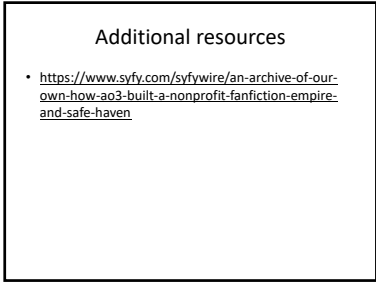 Additional resources
• https://www.syfy.com/syfywire/an-archive-of-our-
own-how-ao3-built-a-nonprofit-fanfiction-empire-
and-safe-haven